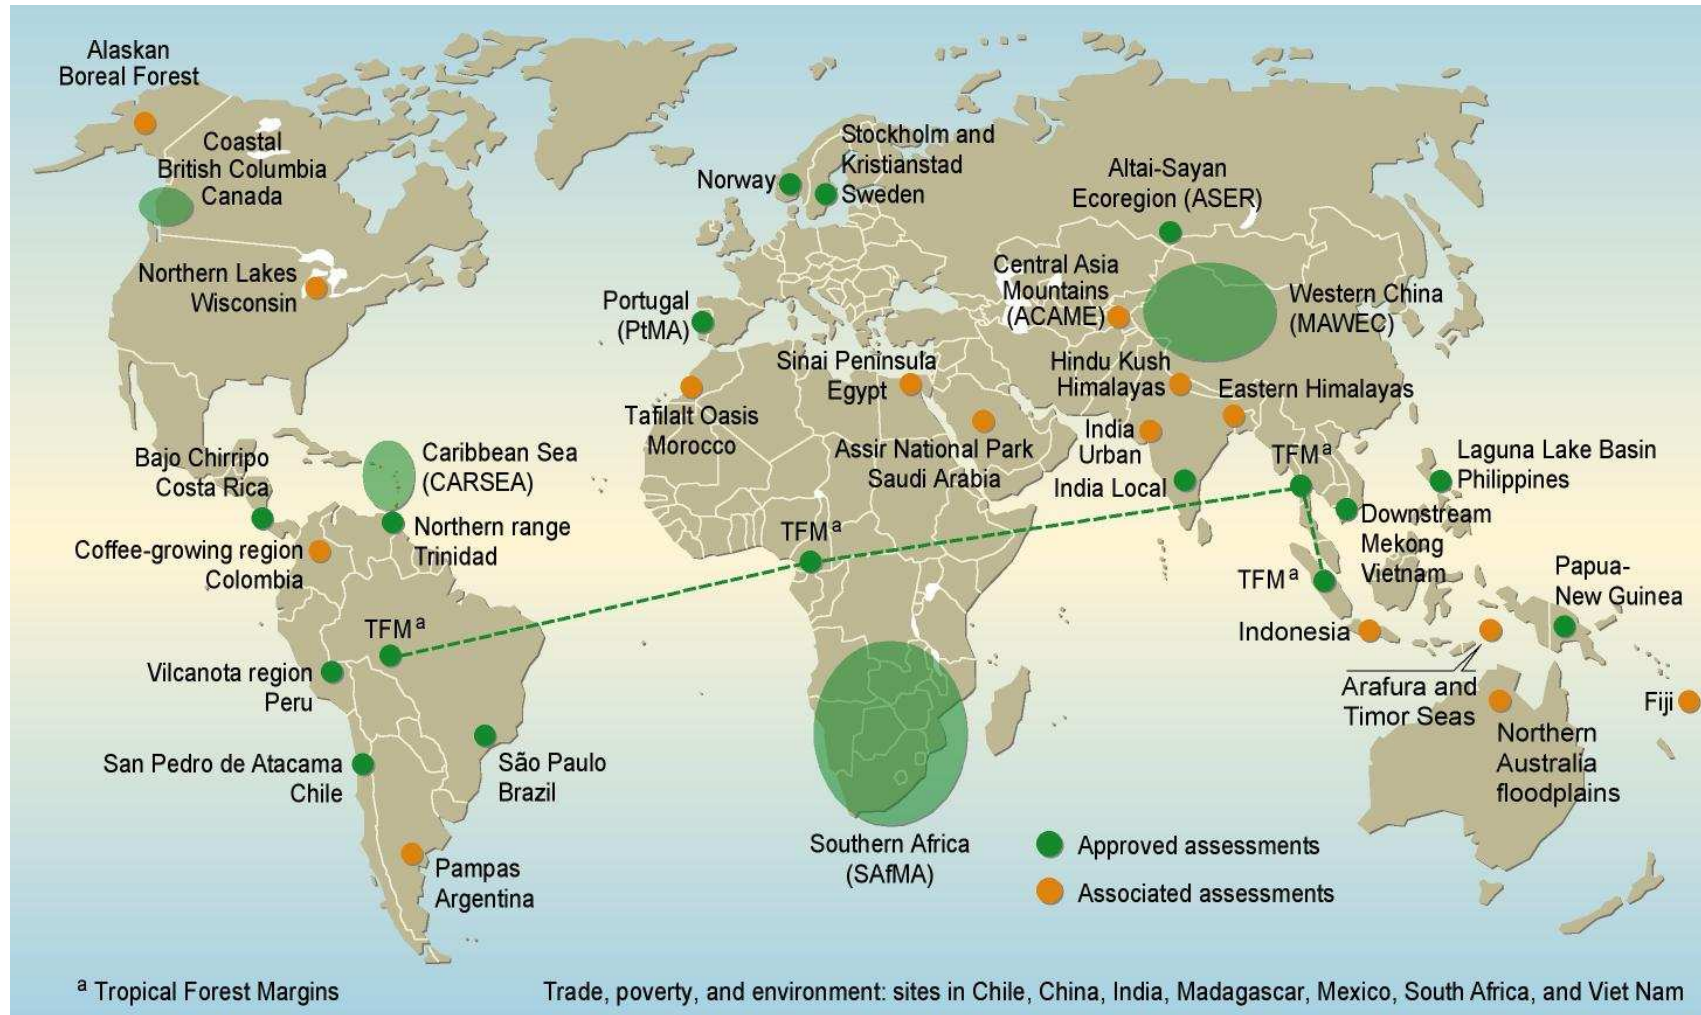 Alaskan
Boreal Forest
Coastal
British Columbia
Canada
Northern Lakes
Wisconsin
Bajo Chirripo
Costa Rica
Caribbean Sea
(CARSEA)
Coffee-growing region
Colombia
Northern range
Trinidad
TFM a
Vilcanota region
Peru
San Pedro de Atacama
Chile
São Paulo
Brazil
Pampas
Argentina
Norway
Stockholm and
Kristianstad
Sweden
Portugal
(PtMA)
Tafilalt Oasis
Morocco
Sinai Peninsula
Egypt
Assir National Park
Saudi Arabia
TFM a
Southern Africa
(SAfMA)
Altai-Sayan
Ecoregion (ASER)
Central Asia
Mountains
(ACAME)
Western China
(MAWEC)
Hindu Kush
Himalayas
Eastern Himalayas
India
Urban
India Local
TFM a
Laguna Lake Basin
Philippines
Downstream
Mekong
Vietnam
TFM a
Papua-
New Guinea
Indonesia
Arafura and
Timor Seas
Fiji
Northern
Australia
floodplains
Approved assessments
Associated assessments
a Tropical Forest Margins
Trade, poverty, and environment: sites in Chile, China, India, Madagascar, Mexico, South Africa, and Viet Nam